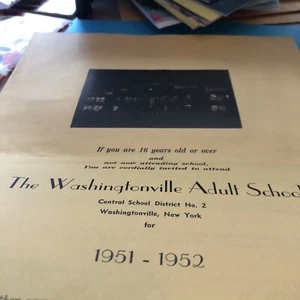 If you are 16 years old or over
and
not now attending school,
You are cordially invited to attend
The Washingtonville Adult School
Central School District No. 2
Washingtonville, New York
for
1951 - 1952